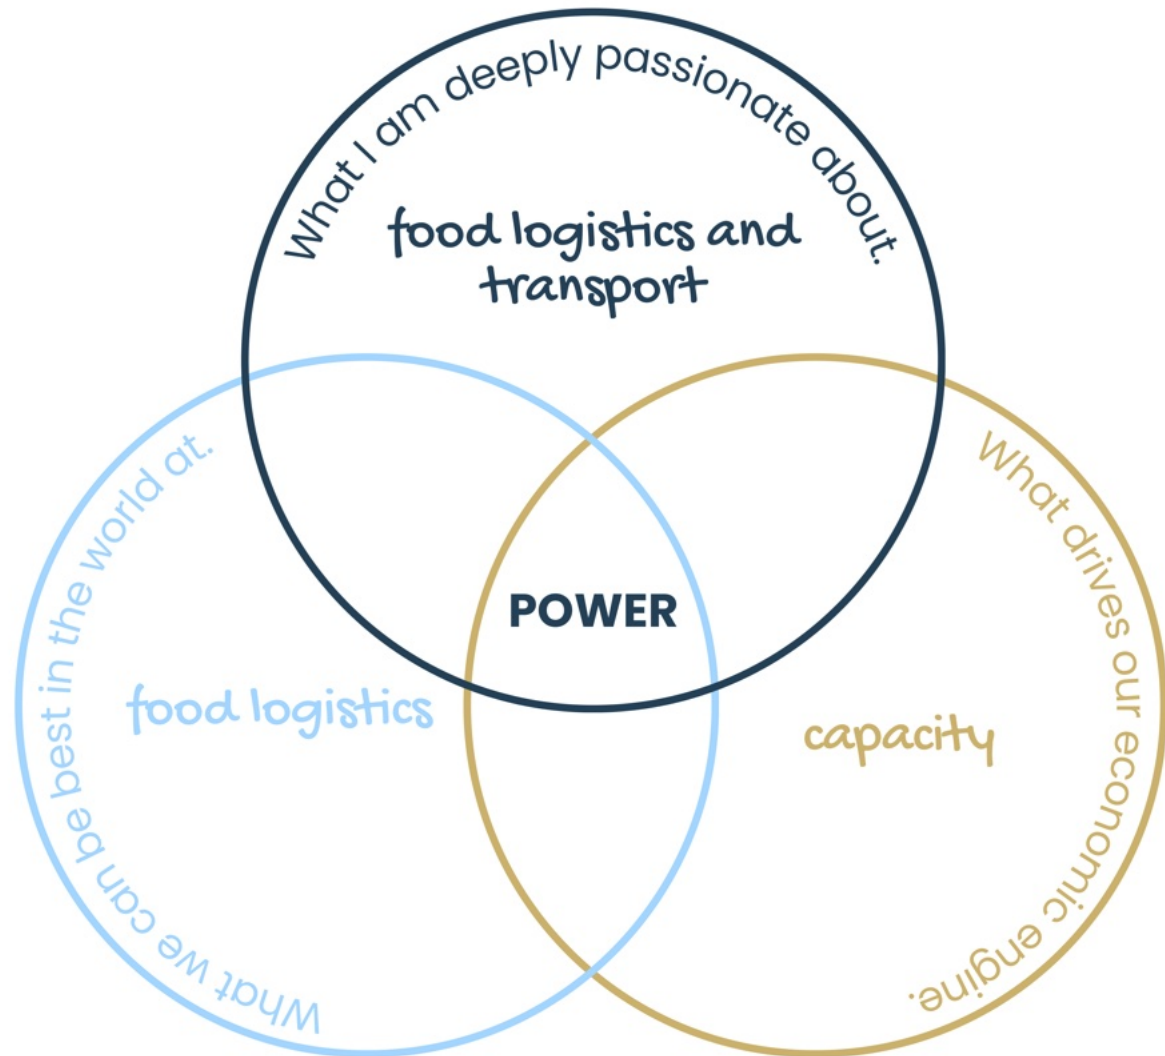 What I am deeply passionate about.
food logistics and
transport
What we can be best in the world at.
food logistics
POWER
What drives our economic engine.
capacity